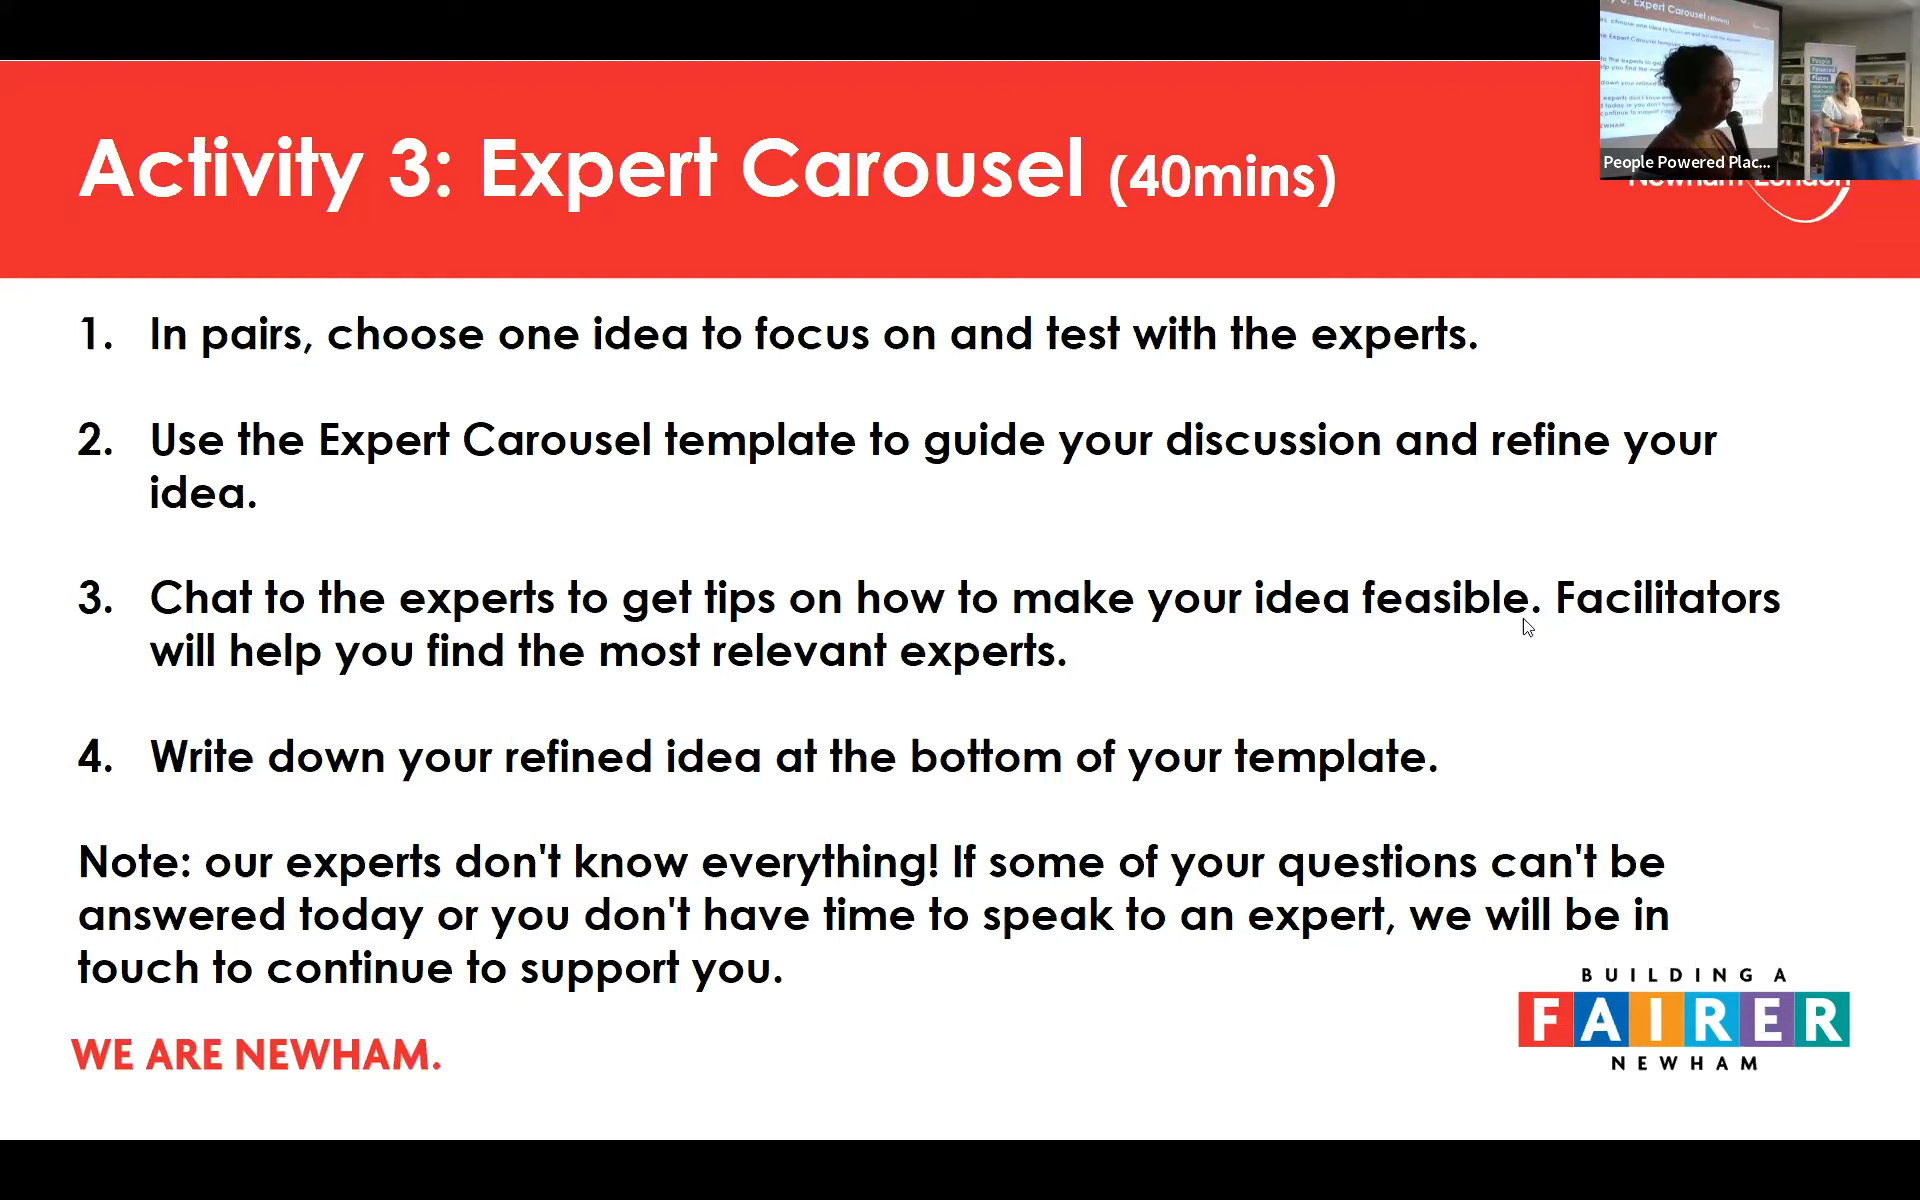 Activity 3: Expert Carousel (40mins)
People Powered Plac...
People
Powered
Places
Newham London
1. In pairs, choose one idea to focus on and test with the experts.
2. Use the Expert Carousel template to guide your discussion and refine your
idea.
3. Chat to the experts to get tips on how to make your idea feasible. Facilitators
will help you find the most relevant experts.
4. Write down your refined idea at the bottom of your template.
Note: our experts don't know everything! If some of your questions can't be
answered today or you don't have time to speak to an expert, we will be in
touch to continue to support you.
WE ARE NEWHAM.
BUILDING A
FAIRER
NEWHAM